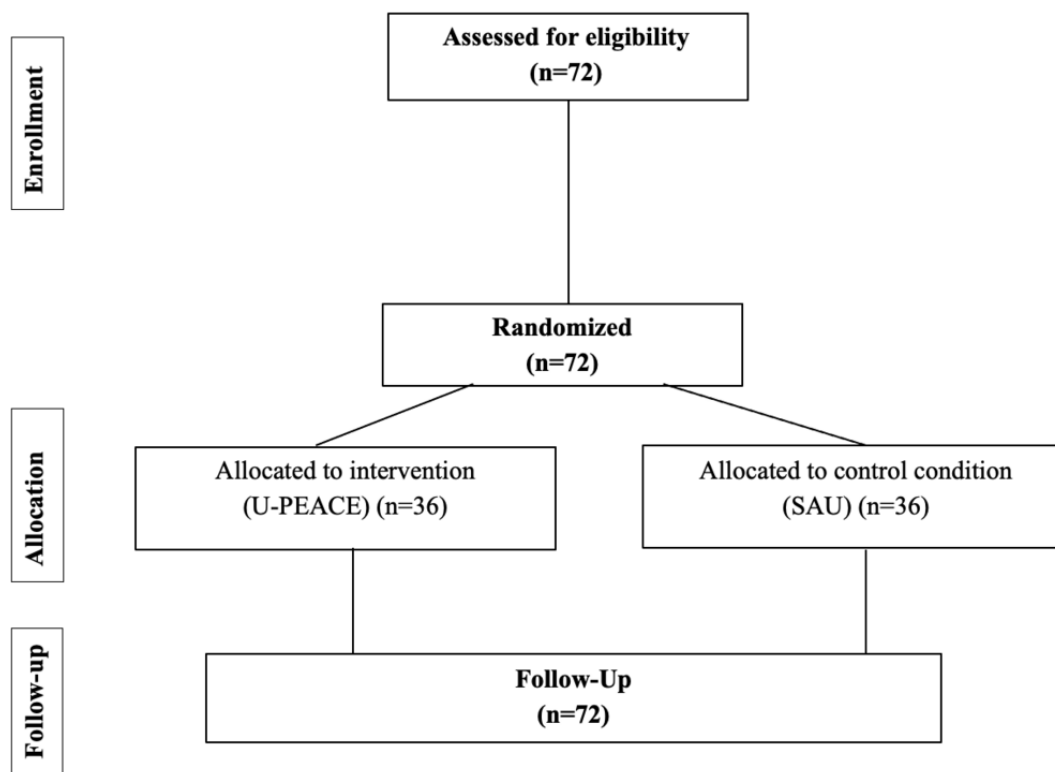 Enrollment
Assessed for eligibility
(n=72)
Randomized
(n=72)
Allocation
Allocated to intervention
(U-PEACE) (n=36)
Allocated to control condition
(SAU) (n=36)
Follow-up
Follow-Up
(n=72)